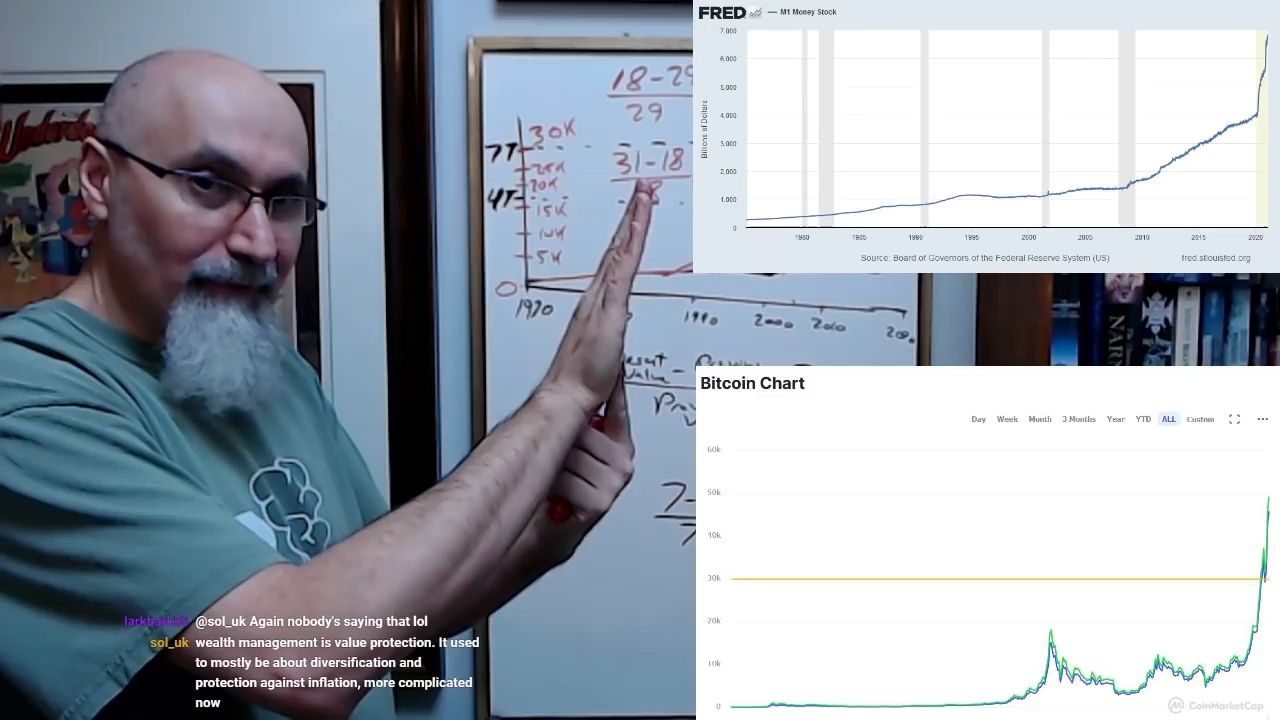 FRED
M1 Money Stock
7,000
6,000
5,000
4,000
3,000
2,000
1,000
0
Billions of Dollars
1980 1985 1990 1995 2000 2005 2010 2015 2020
Source: Board of Governors of the Federal Reserve System (US)
fred.stlouisfed.org
18-29
29
31-18
30K
7T
25K
20K
4T
15K
10K
5K
0
1970
1990 2000 2010
Bitcoin Chart
Day Week Month 3 Months Year YTD ALL Custom
60k
50k
40k
30k
20k
10k
0
CoinMarketCap
@sol_uk Again nobody's saying that lol
sol_uk wealth management is value protection. It used
to mostly be about diversification and
protection against inflation, more complicated
now